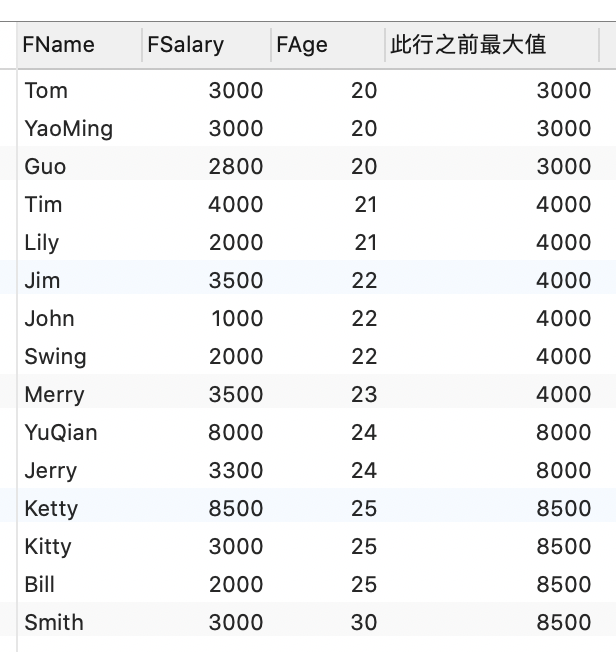 FName FSalary FAge 此行之前最大值
Tom 3000 20 3000
YaoMing 3000 20 3000
Guo 2800 20 3000
Tim 4000 21 4000
Lily 2000 21 4000
Jim 3500 22 4000
John 1000 22 4000
Swing 2000 22 4000
Merry 3500 23 4000
YuQian 8000 24 8000
Jerry 3300 24 8000
Ketty 8500 25 8500
Kitty 3000 25 8500
Bill 2000 25 8500
Smith 3000 30 8500